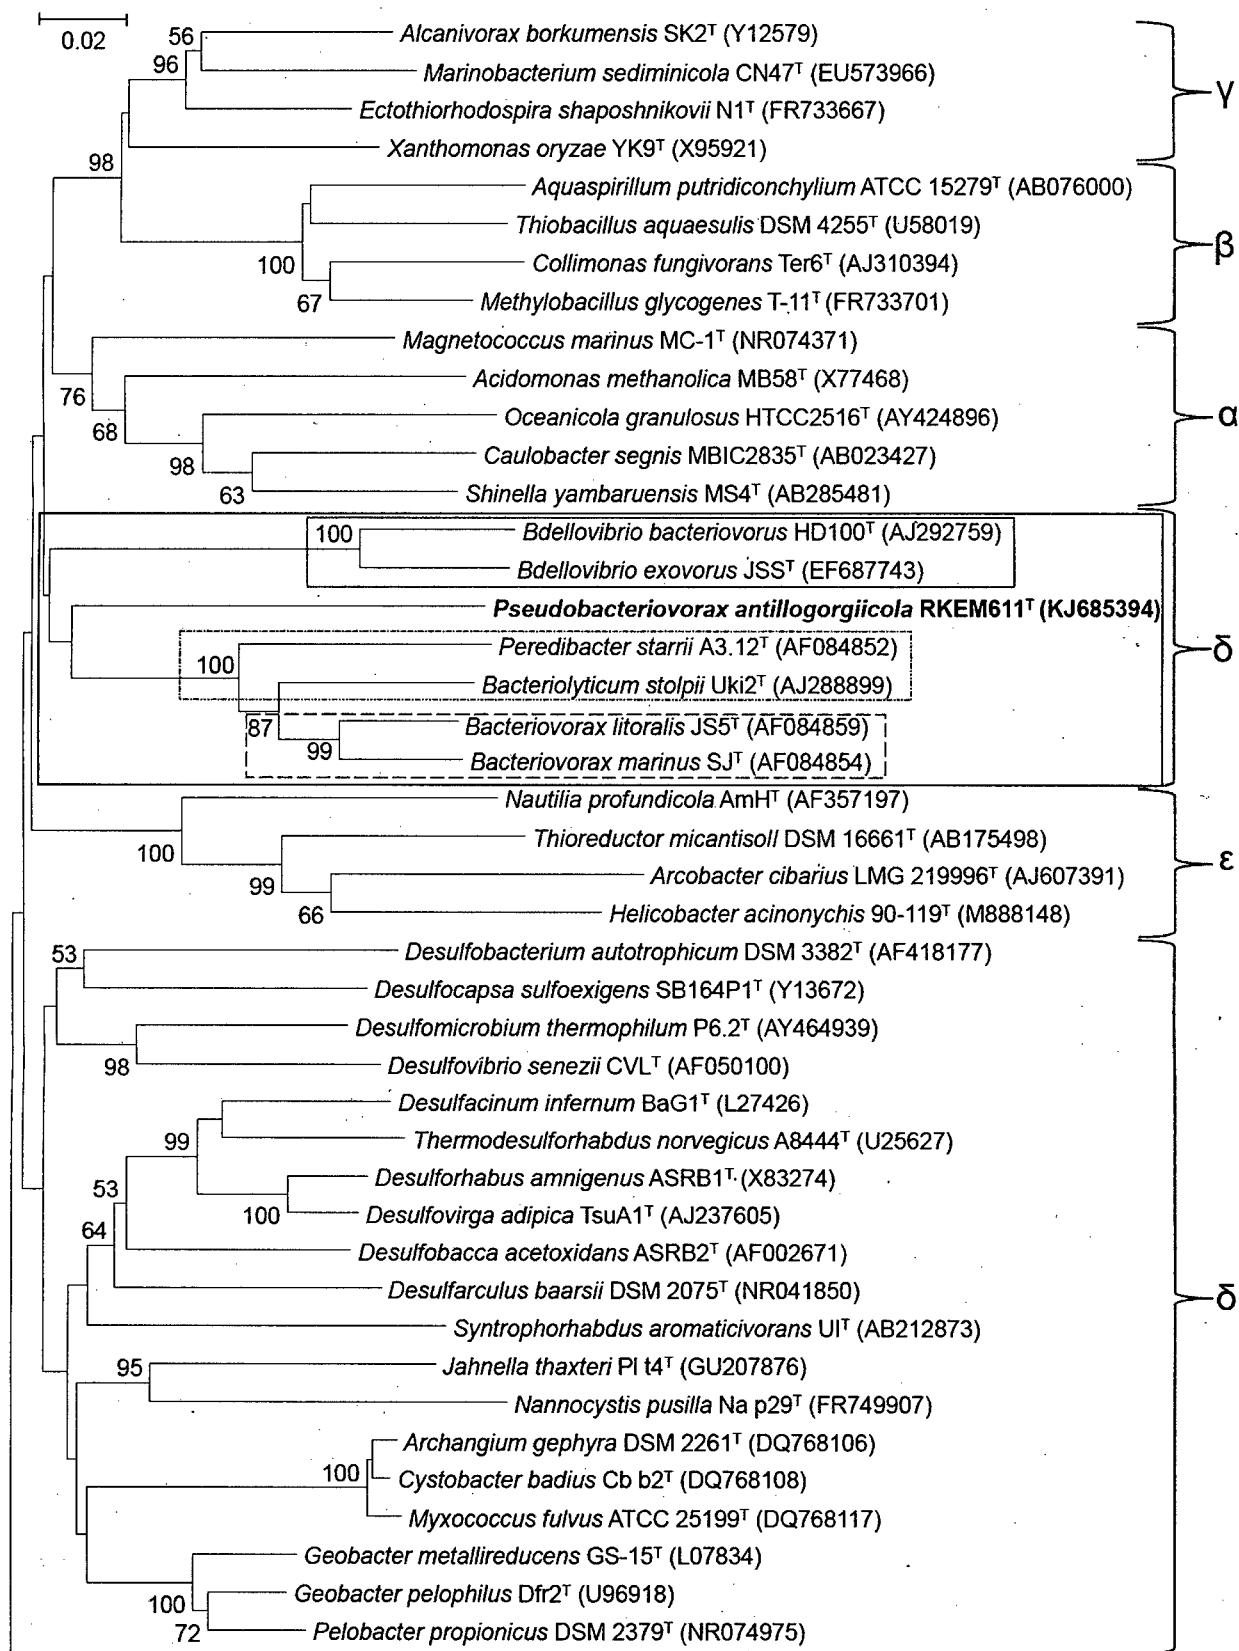 0.02
56
Alcanivorax borkumensis SK2ᵀ (Y12579)
96
Marinobacterium sediminicola CN47ᵀ (EU573966)
γ
Ectothiorhodospira shaposhnikovii N1ᵀ (FR733667)
98
Xanthomonas oryzae YK9ᵀ (X95921)
Aquaspirillum putridiconchylium ATCC 15279ᵀ (AB076000)
Thiobacillus aquaesulis DSM 4255ᵀ (U58019)
β
100
Collimonas fungivorans Ter6ᵀ (AJ310394)
67
Methylobacillus glycogenes T-11ᵀ (FR733701)
Magnetococcus marinus MC-1ᵀ (NR074371)
76
Acidomonas methanolica MB58ᵀ (X77468)
68
Oceanicola granulosus HTCC2516ᵀ (AY424896)
α
98
Caulobacter segnis MBIC2835ᵀ (AB023427)
63
Shinella yambaruensis MS4ᵀ (AB285481)
100
Bdellovibrio bacteriovorus HD100ᵀ (AJ292759)
Bdellovibrio exovorus JSSᵀ (EF687743)
Pseudobacteriovorax antillogorgiicola RKEM611ᵀ (KJ685394)
δ
100
Peredibacter starrii A3.12ᵀ (AF084852)
Bacteriolyticum stolpii Uki2ᵀ (AJ288899)
87
Bacteriovorax litoralis JS5ᵀ (AF084859)
99
Bacteriovorax marinus SJᵀ (AF084854)
Nautilia profundicola AmHᵀ (AF357197)
100
Thioreductor micantisoll DSM 16661ᵀ (AB175498)
ε
99
Arcobacter cibarius LMG 219996ᵀ (AJ607391)
66
Helicobacter acinonychis 90-119ᵀ (M888148)
53
Desulfobacterium autotrophicum DSM 3382ᵀ (AF418177)
Desulfocapsa sulfoexigens SB164P1ᵀ (Y13672)
Desulfomicrobium thermophilum P6.2ᵀ (AY464939)
98
Desulfovibrio senezii CVLᵀ (AF050100)
Desulfacinum infernum BaG1ᵀ (L27426)
99
Thermodesulforhabdus norvegicus A8444ᵀ (U25627)
53
Desulforhabus amnigenus ASRB1ᵀ (X83274)
100
Desulfovirga adipica TsuA1ᵀ (AJ237605)
64
Desulfobacca acetoxidans ASRB2ᵀ (AF002671)
Desulfarculus baarsii DSM 2075ᵀ (NR041850)
δ
Syntrophorhabdus aromaticivorans UIᵀ (AB212873)
95
Jahnella thaxteri Pl t4ᵀ (GU207876)
Nannocystis pusilla Na p29ᵀ (FR749907)
Archangium gephyra DSM 2261ᵀ (DQ768106)
100
Cystobacter badius Cb b2ᵀ (DQ768108)
Myxococcus fulvus ATCC 25199ᵀ (DQ768117)
Geobacter metallireducens GS-15ᵀ (L07834)
100
Geobacter pelophilus Dfr2ᵀ (U96918)
72
Pelobacter propionicus DSM 2379ᵀ (NR074975)